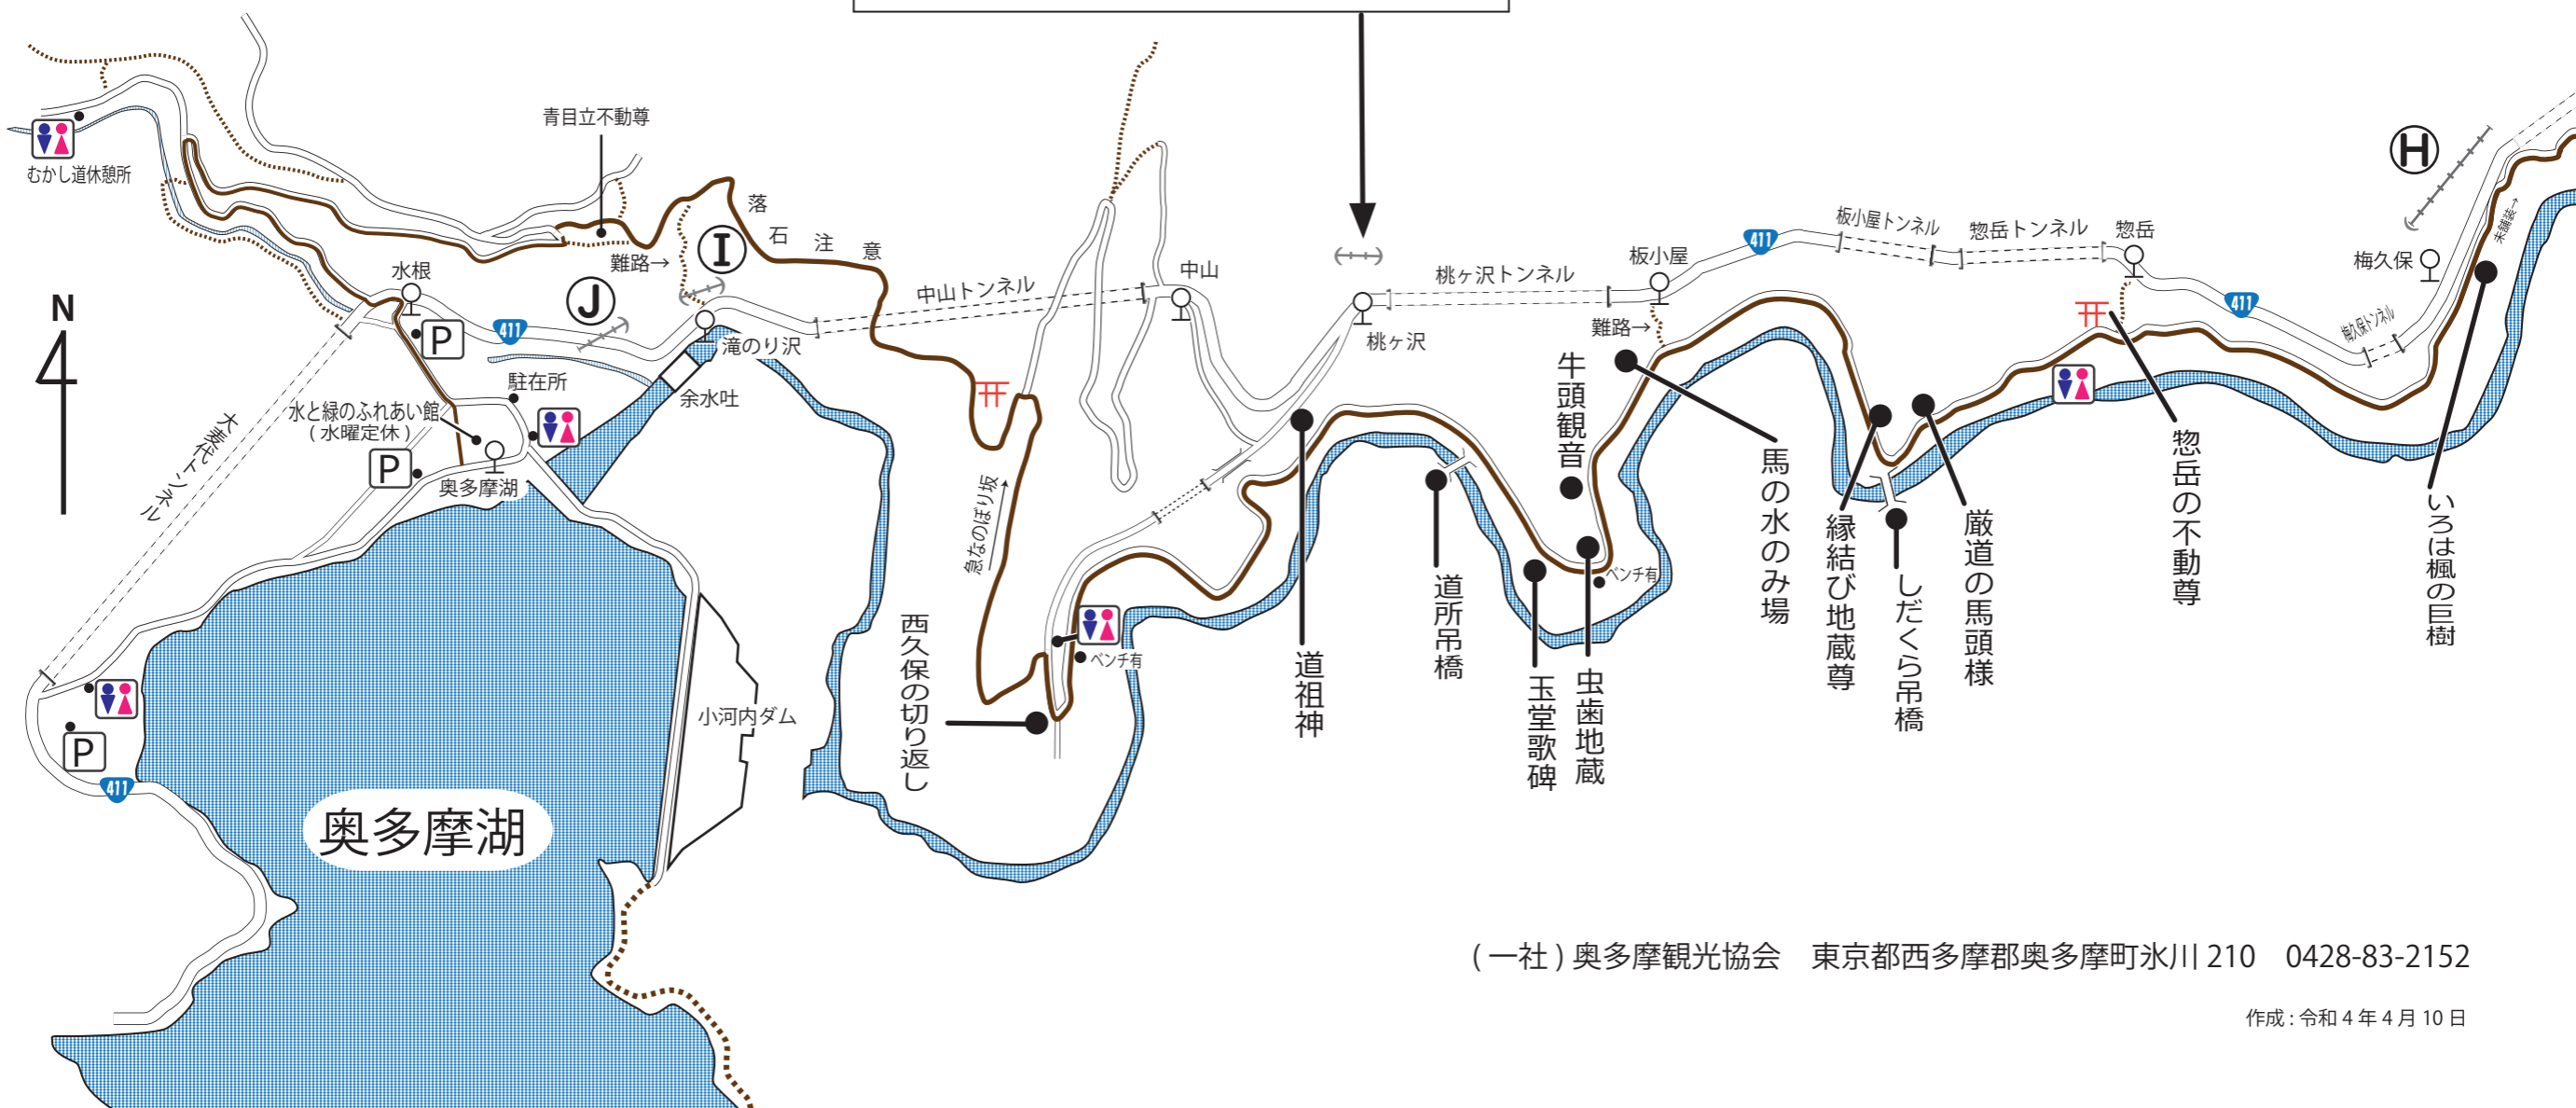 むかし道休憩所
青目立不動尊
難路→
I
落石注意
水根
J
P
411
滝のり沢
余水吐
駐在所
水と緑のふれあい館
(水曜定休)
P
奥多摩湖
大麦代トンネル
N
P
411
奥多摩湖
小河内ダム
中山トンネル
中山
急なのぼり坂
西久保の切り返し
ベンチ有
桃ヶ沢
桃ヶ沢トンネル
道祖神
道所吊橋
牛頭観音
玉堂歌碑
虫歯地蔵
ベンチ有
板小屋
難路→
411
馬の水のみ場
板小屋トンネル
惣岳トンネル
惣岳
縁結び地蔵尊
しだくら吊橋
厳道の馬頭様
惣岳の不動尊
411
梅久保トンネル
梅久保
H
未舗装→
いろは楓の巨樹
(一社)奥多摩観光協会　東京都西多摩郡奥多摩町氷川 210　0428-83-2152
作成:令和 4 年 4 月 10 日